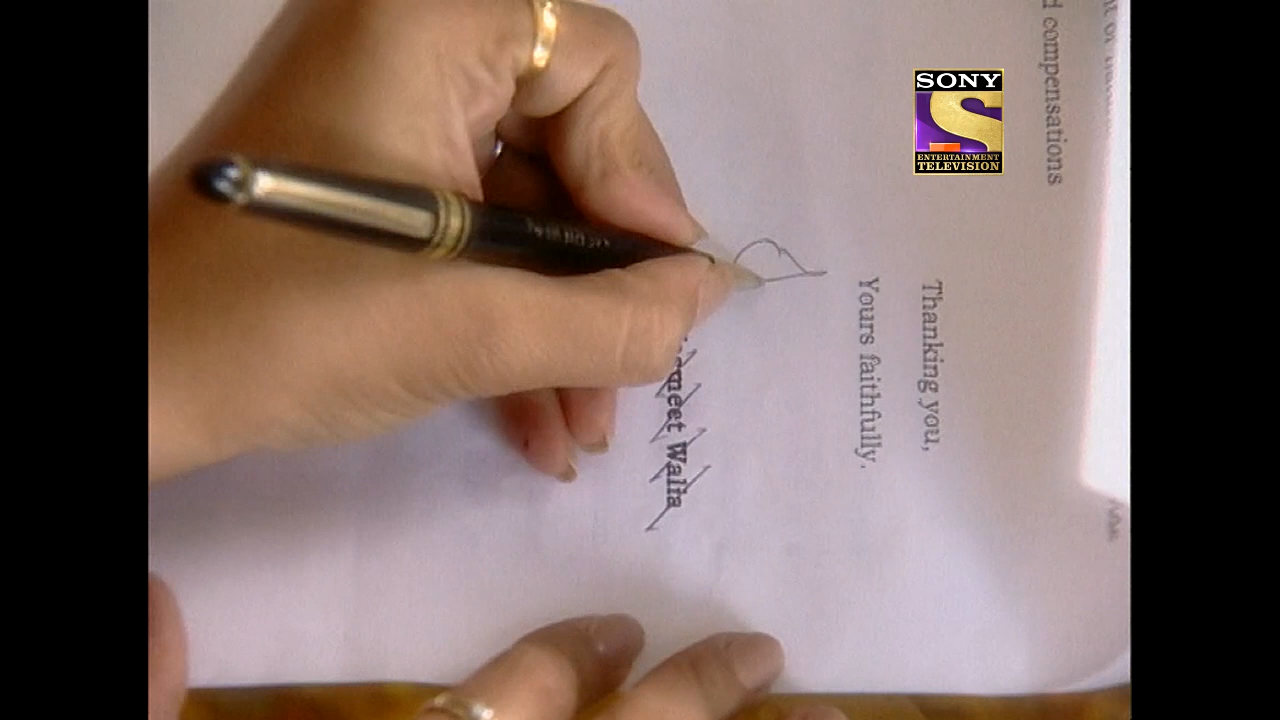 SONY
ENTERTAINMENT
TELEVISION
compensations
Thanking you,
Yours faithfully.
Walia